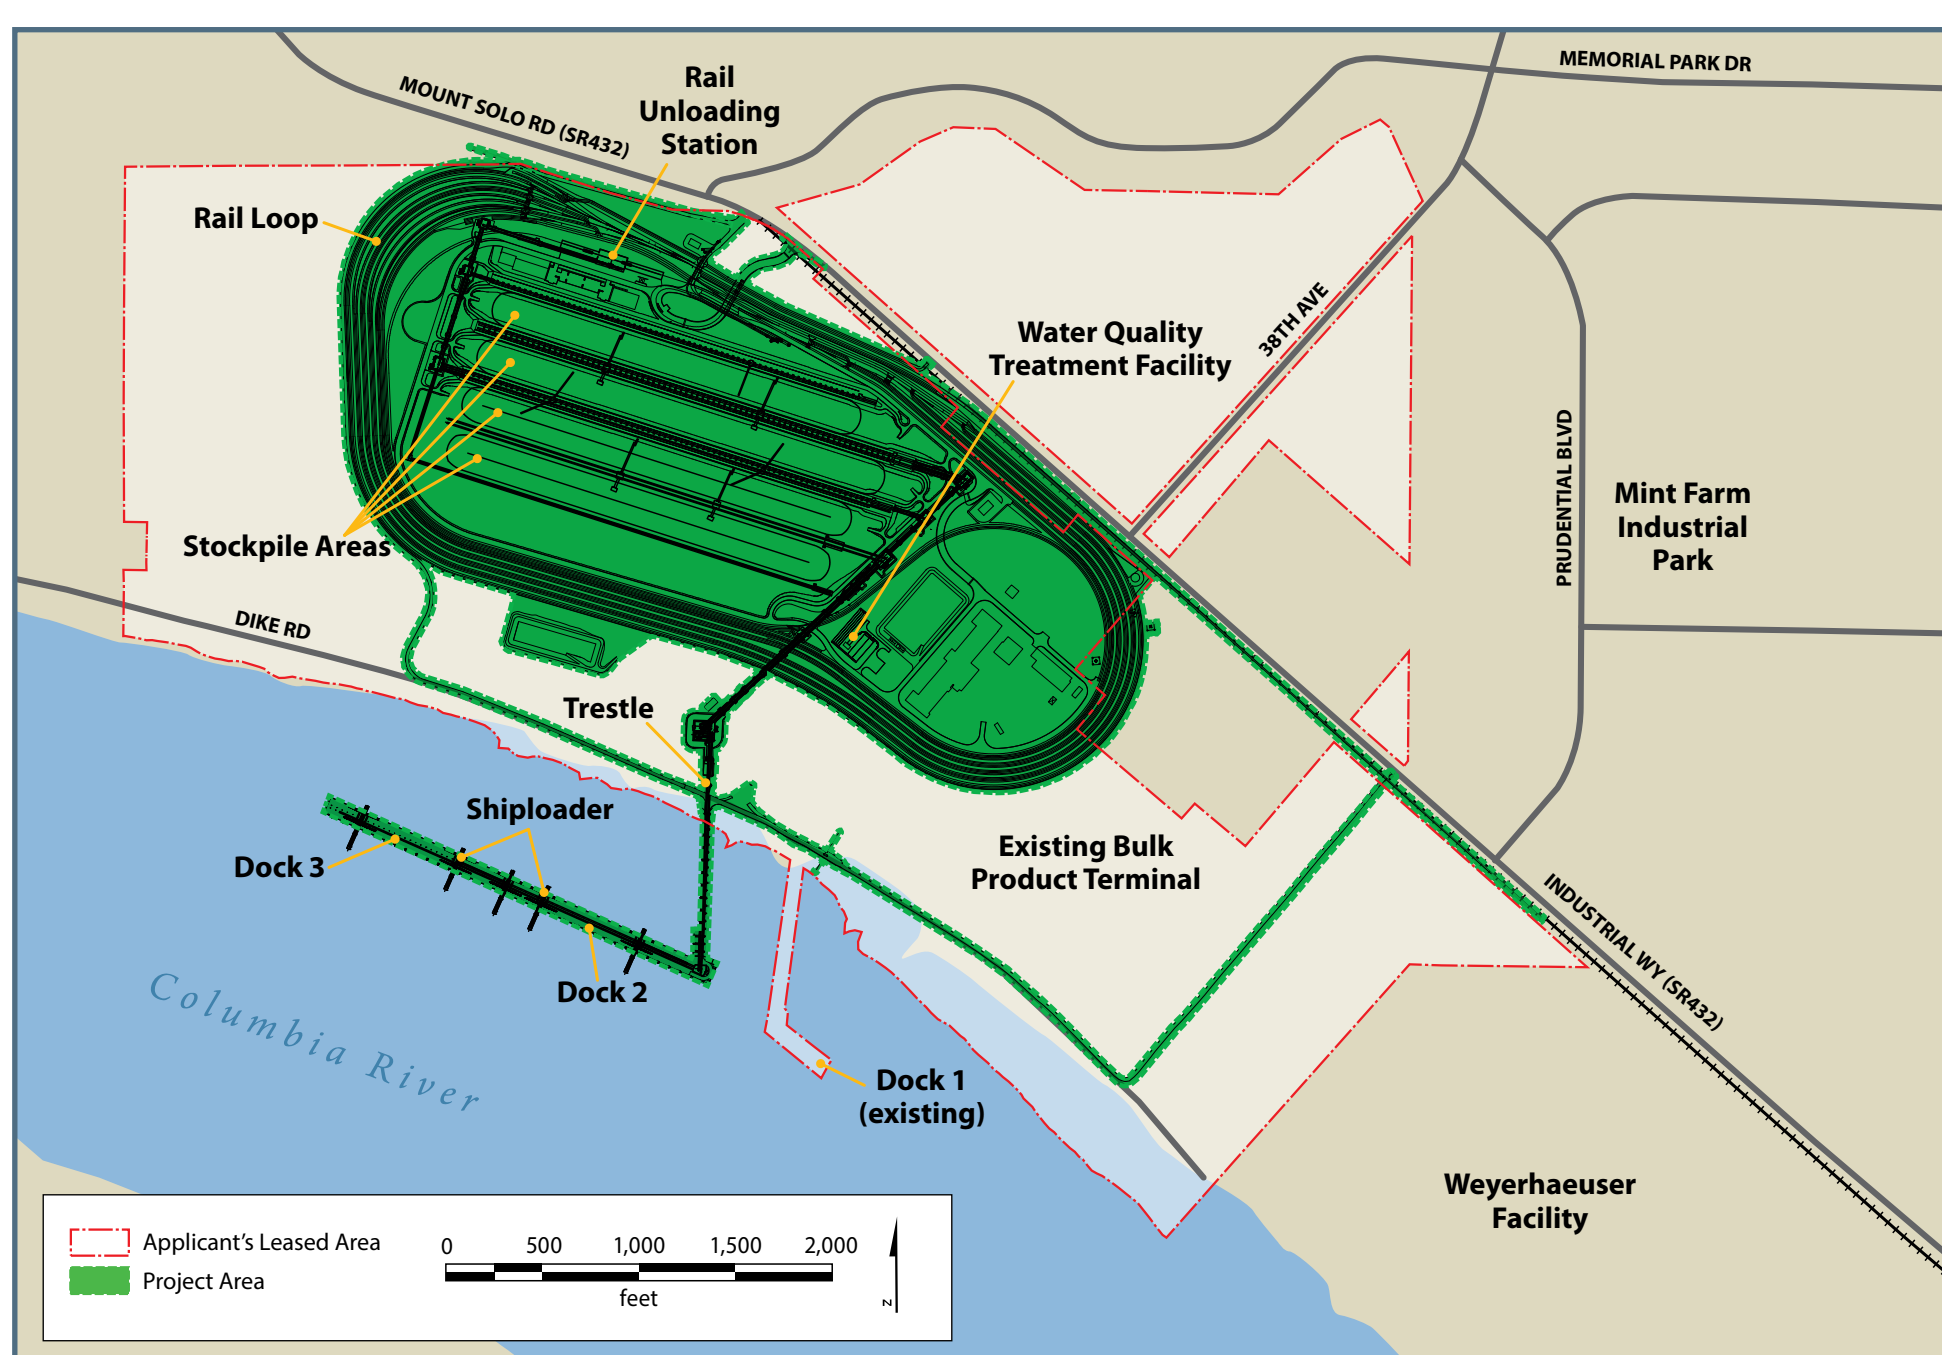 MEMORIAL PARK DR
MOUNT SOLO RD (SR432)
Rail
Unloading
Station
Rail Loop
38TH AVE
Water Quality
Treatment Facility
PRUDENTIAL BLVD
Mint Farm
Industrial
Park
Stockpile Areas
DIKE RD
Trestle
Shiploader
Dock 3
Existing Bulk
Product Terminal
INDUSTRIAL WY (SR432)
Dock 2
Columbia River
Dock 1
(existing)
Weyerhaeuser
Facility
Applicant's Leased Area
Project Area
0 500 1,000 1,500 2,000
feet
N